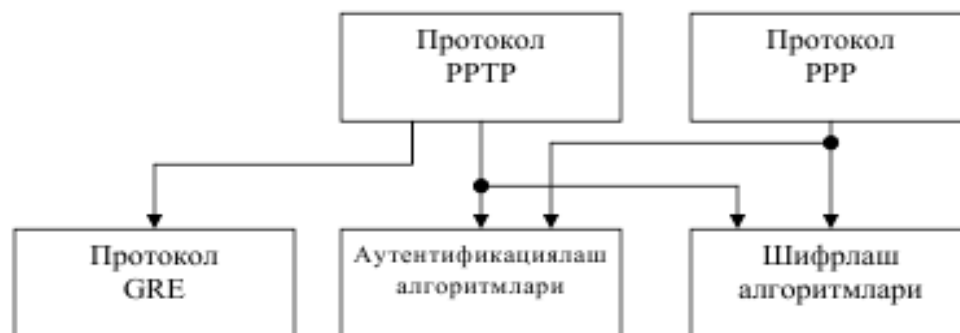 Протокол
PPTP
Протокол
PPP
Протокол
GRE
Аутентификациялаш
алгоритмлари
Шифрлаш
алгоритмлари